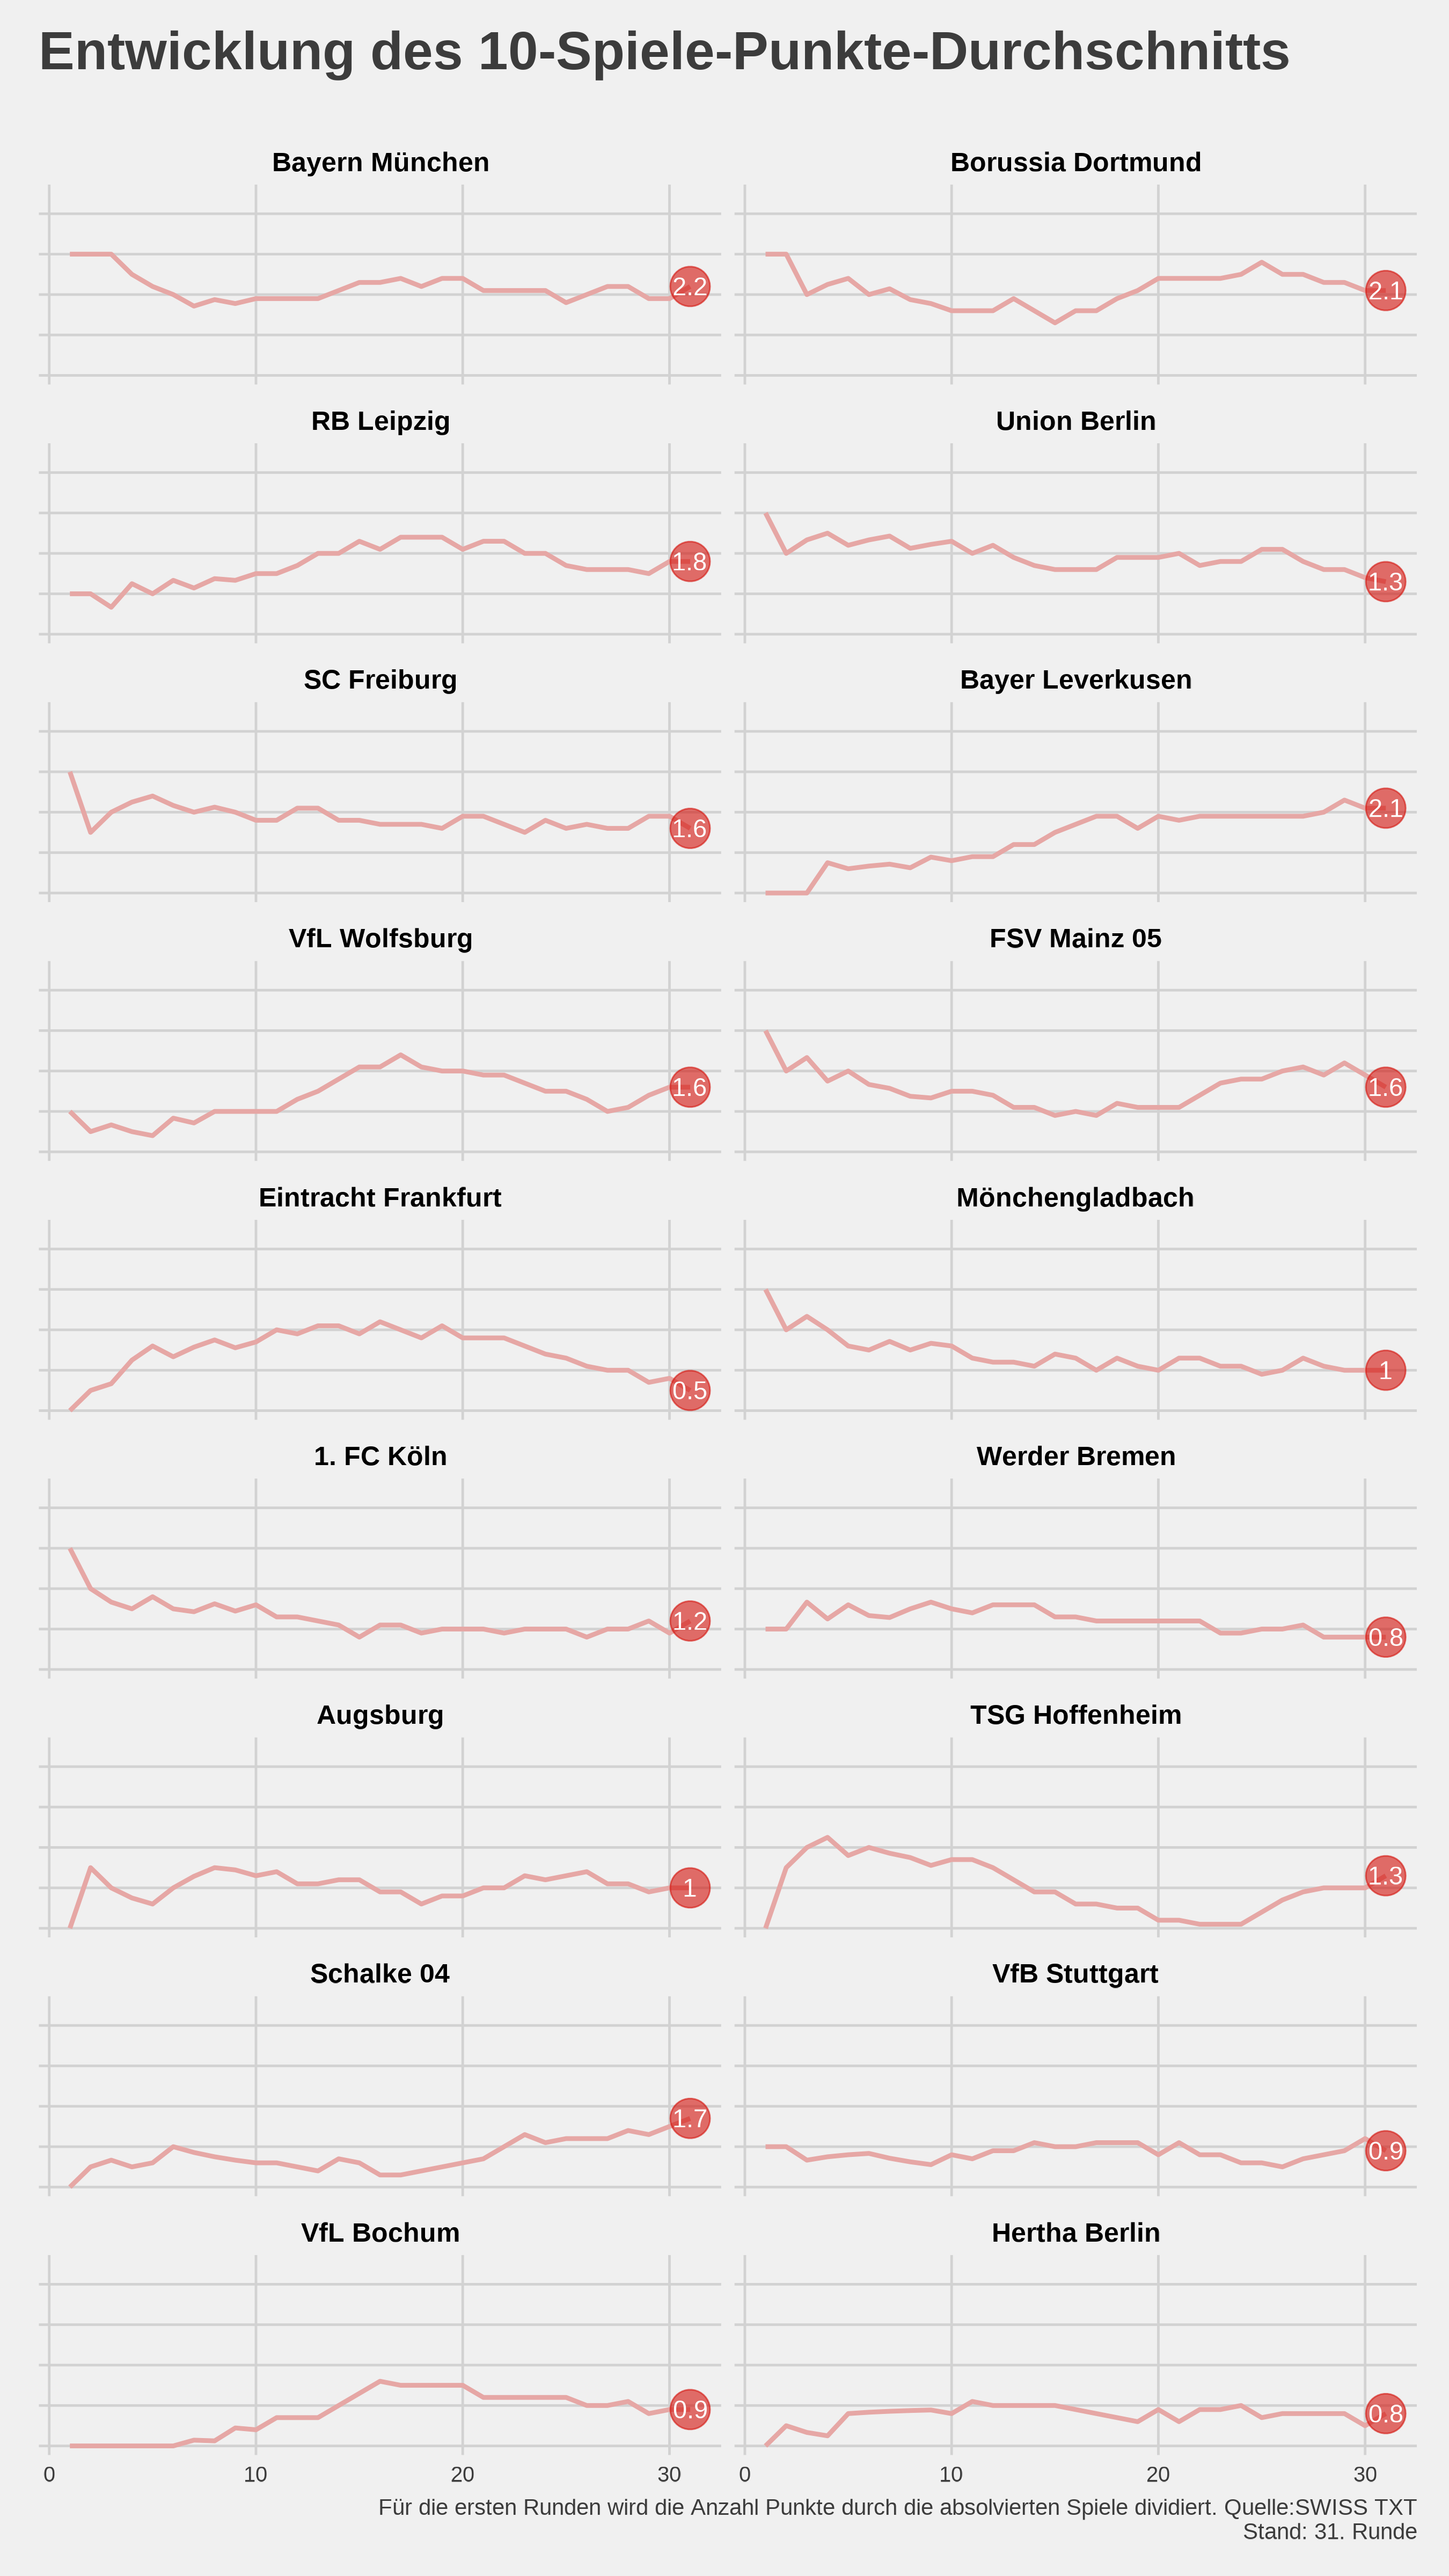 Entwicklung des 10-Spiele-Punkte-Durchschnitts
Bayern München
Borussia Dortmund
2.2
2.1
RB Leipzig
Union Berlin
1.8
1.3
SC Freiburg
Bayer Leverkusen
1.6
2.1
VfL Wolfsburg
FSV Mainz 05
1.6
1.6
Eintracht Frankfurt
Mönchengladbach
0.5
1
1. FC Köln
Werder Bremen
1.2
0.8
Augsburg
TSG Hoffenheim
1
1.3
Schalke 04
VfB Stuttgart
1.7
0.9
VfL Bochum
Hertha Berlin
0.9
0.8
0 10 20 30 0 10 20 30
Für die ersten Runden wird die Anzahl Punkte durch die absolvierten Spiele dividiert. Quelle:SWISS TXT
Stand: 31. Runde